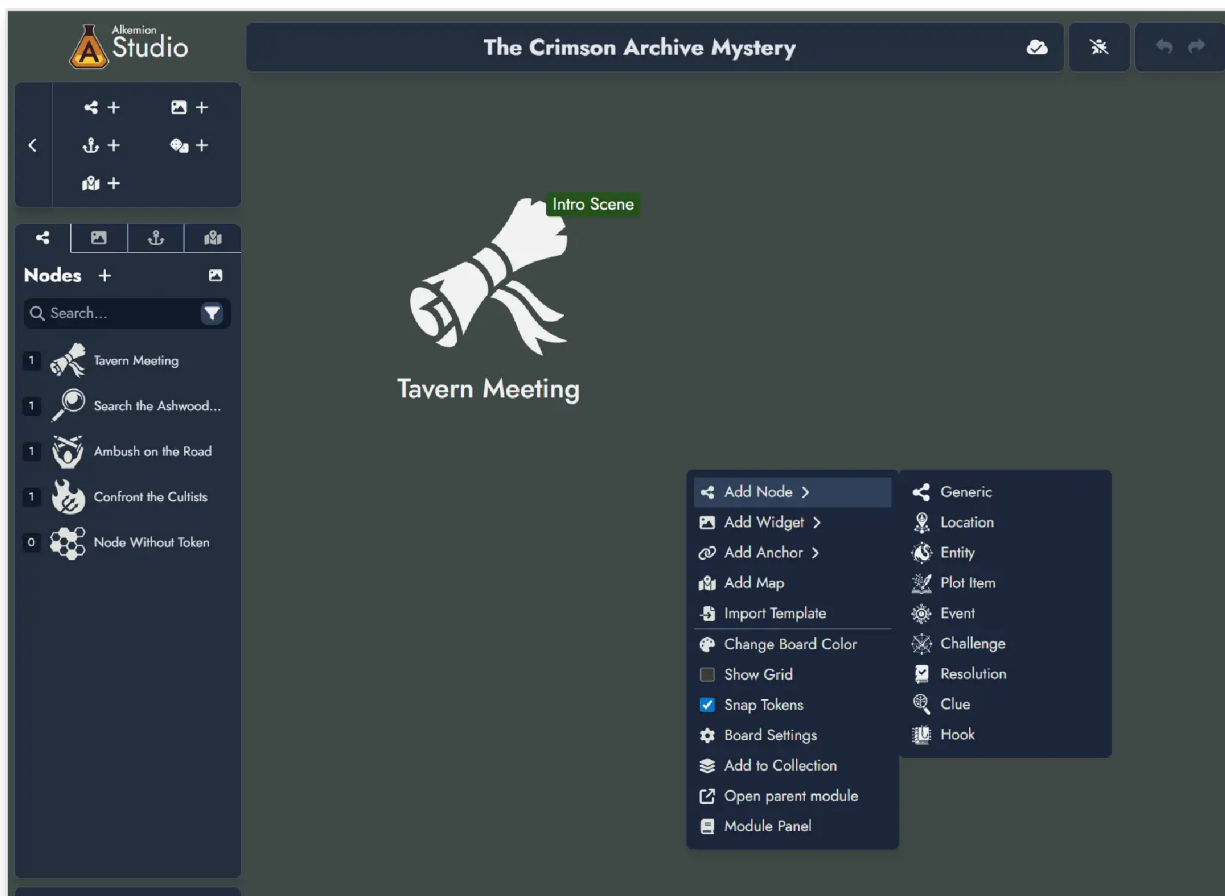 Alkemion
Studio
The Crimson Archive Mystery
Nodes +
Search...
1 Tavern Meeting
1 Search the Ashwood...
1 Ambush on the Road
1 Confront the Cultists
0 Node Without Token
Intro Scene
Tavern Meeting
Add Node
Add Widget
Add Anchor
Add Map
Import Template
Change Board Color
Show Grid
Snap Tokens
Board Settings
Add to Collection
Open parent module
Module Panel
Generic
Location
Entity
Plot Item
Event
Challenge
Resolution
Clue
Hook